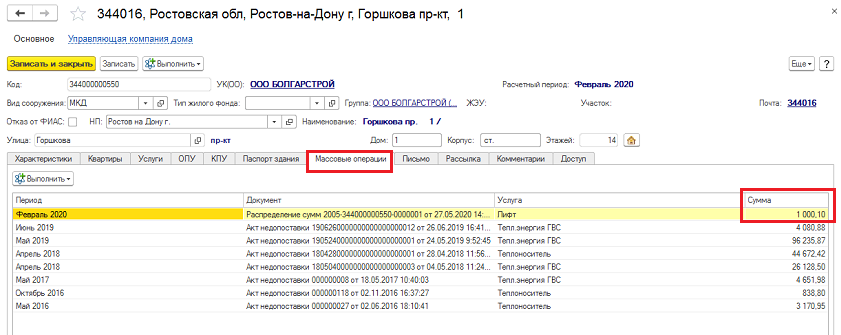 344016, Ростовская обл, Ростов-на-Дону г, Горшкова пр-кт, 1
Основное Управляющая компания дома
Записать и закрыть Записать Выполнить Еще ?
Код: 344000000550 УК(ОО): ООО БОЛГАРСТРОЙ Расчетный период: Февраль 2020
Вид сооружения: МКД Тип жилого фонда: Группа: ООО БОЛГАРСТРОЙ (... ЖЭУ: Участок: Почта: 344016
Отказ от ФИАС: НП: Ростов на Дону г. Наименование: Горшкова пр. 1 /
Улица: Горшкова пр-кт Дом: 1 Корпус: ст. Этажей: 14
Характеристики Квартиры Услуги ОПУ КПУ Паспорт здания Массовые операции Письмо Рассылка Комментарии Доступ
Выполнить
Период Документ Услуга Сумма
Февраль 2020 Распределение сумм 2005-344000000550-0000001 от 27.05.2020 14:... Лифт 1 000,10
Июнь 2019 Акт недопоставки 1906260000000000000012 от 26.06.2019 16:41... Тепл.энергия ГВС 4 080,88
Май 2019 Акт недопоставки 1905240000000000000001 от 24.05.2019 9:52:45 Тепл.энергия ГВС 96 235,87
Апрель 2018 Акт недопоставки 1804280000000000000001 от 28.04.2018 11:56... Теплоноситель 44 672,42
Апрель 2018 Акт недопоставки 1805040000000000000003 от 04.05.2018 11:24... Тепл.энергия ГВС 26 128,50
Май 2017 Акт недопоставки 000000008 от 18.05.2017 10:40:03 Тепл.энергия ГВС 4 651,98
Октябрь 2016 Акт недопоставки 000000118 от 02.11.2016 16:37:27 Теплоноситель 838,80
Май 2016 Акт недопоставки 000000027 от 02.06.2016 18:10:41 Теплоноситель 3 170,95